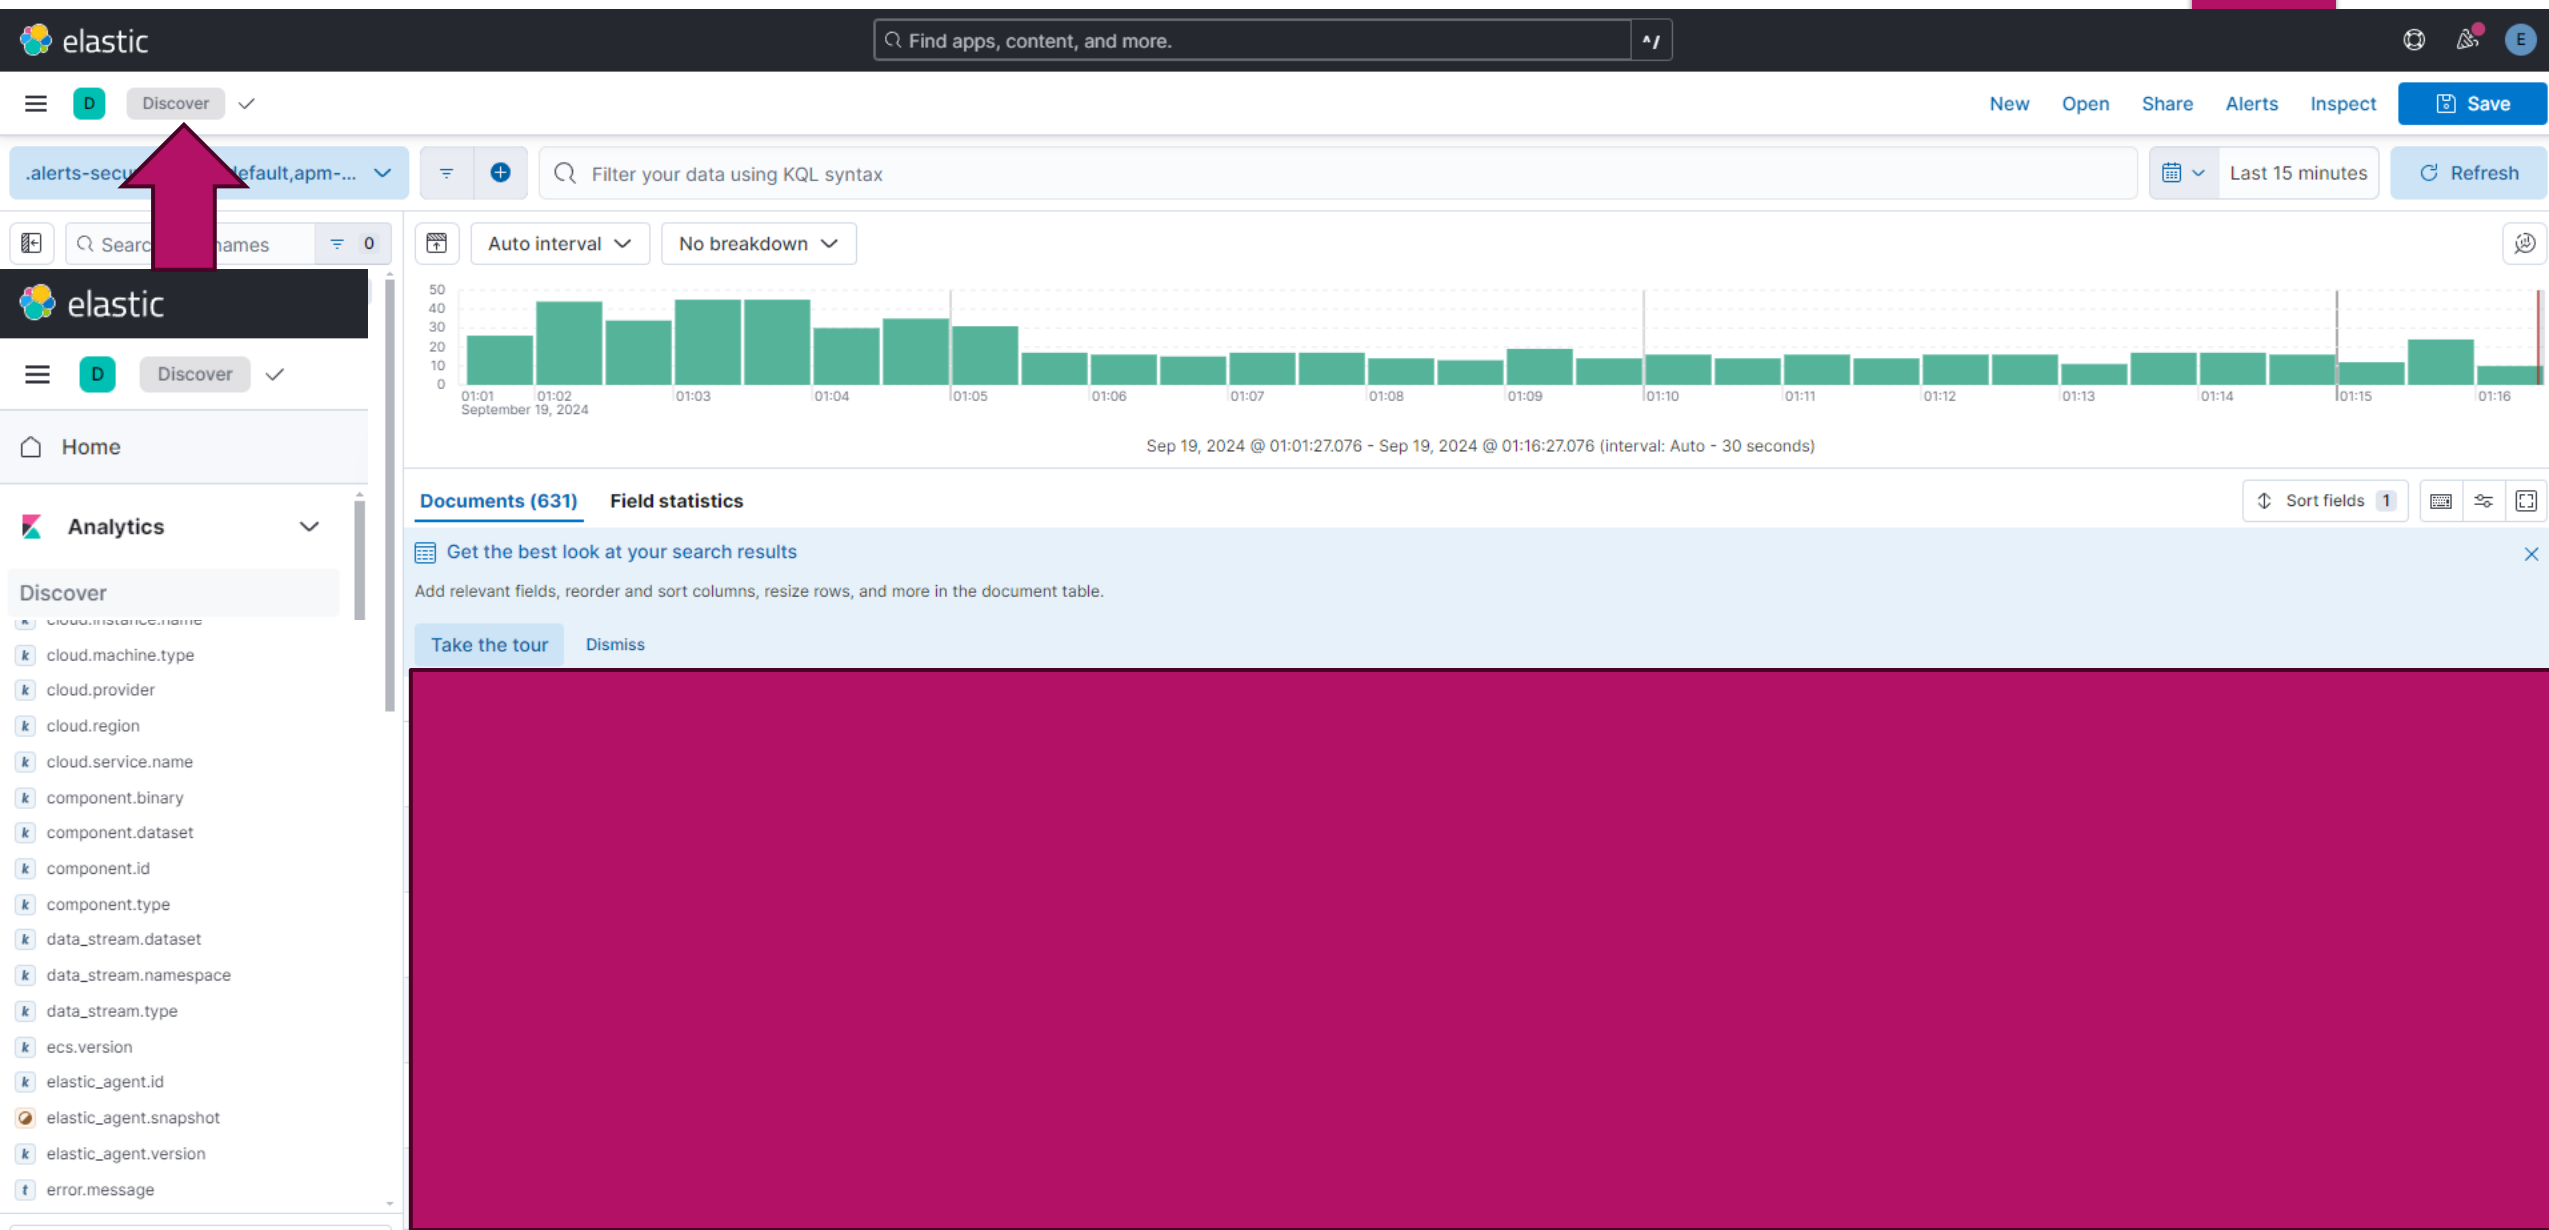 elastic
Find apps, content, and more.
^/
E
D
Discover
New
Open
Share
Alerts
Inspect
Save
.alerts-secu
default,apm-...
Filter your data using KQL syntax
Last 15 minutes
Refresh
Searc
names
0
Auto interval
No breakdown
elastic
D
Discover
Home
Analytics
Discover
cloud.instance.name
k cloud.machine.type
k cloud.provider
k cloud.region
k cloud.service.name
k component.binary
k component.dataset
k component.id
k component.type
k data_stream.dataset
k data_stream.namespace
k data_stream.type
k ecs.version
k elastic_agent.id
elastic_agent.snapshot
k elastic_agent.version
t error.message
50
40
30
20
10
0
01:01 01:02 01:03 01:04 01:05 01:06 01:07 01:08 01:09 01:10 01:11 01:12 01:13 01:14 01:15 01:16
September 19, 2024
Sep 19, 2024 @ 01:01:27.076 - Sep 19, 2024 @ 01:16:27.076 (interval: Auto - 30 seconds)
Documents (631)
Field statistics
Sort fields 1
Get the best look at your search results
Add relevant fields, reorder and sort columns, resize rows, and more in the document table.
Take the tour
Dismiss